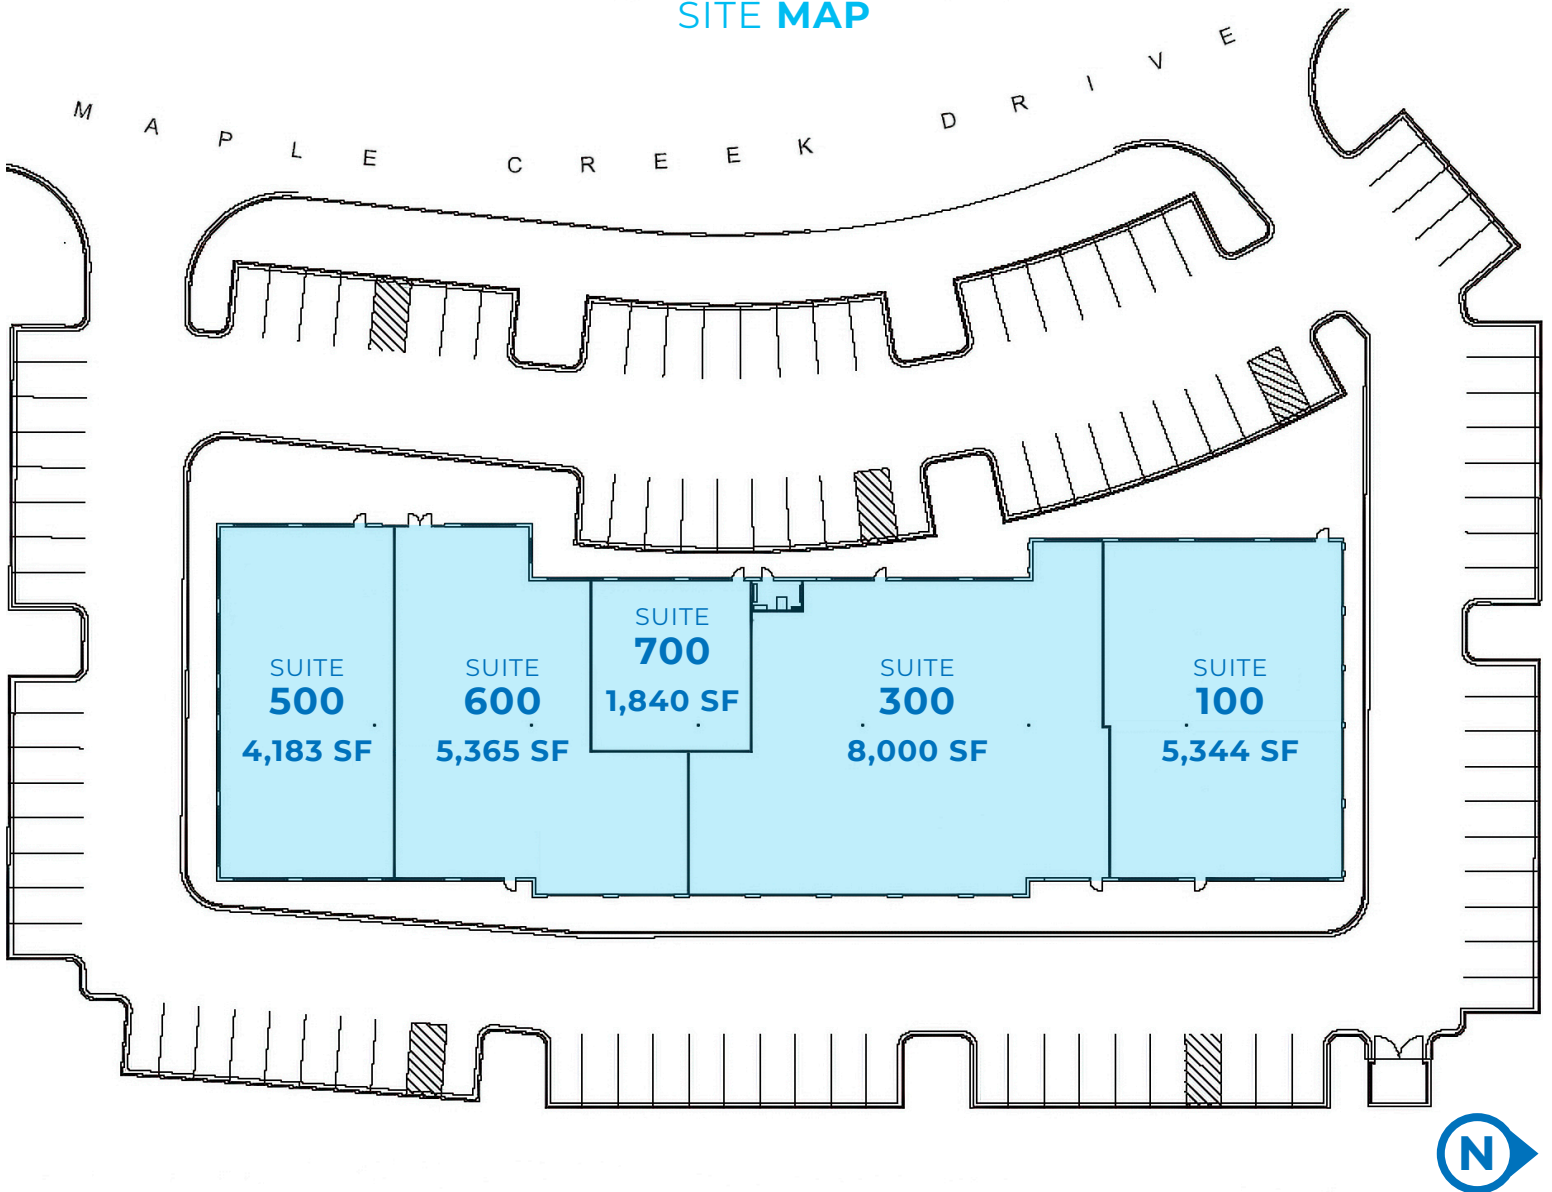 SITE MAP
MAPLE CREEK DRIVE
SUITE
700
1,840 SF
SUITE
500
4,183 SF
SUITE
600
5,365 SF
SUITE
300
8,000 SF
SUITE
100
5,344 SF
N